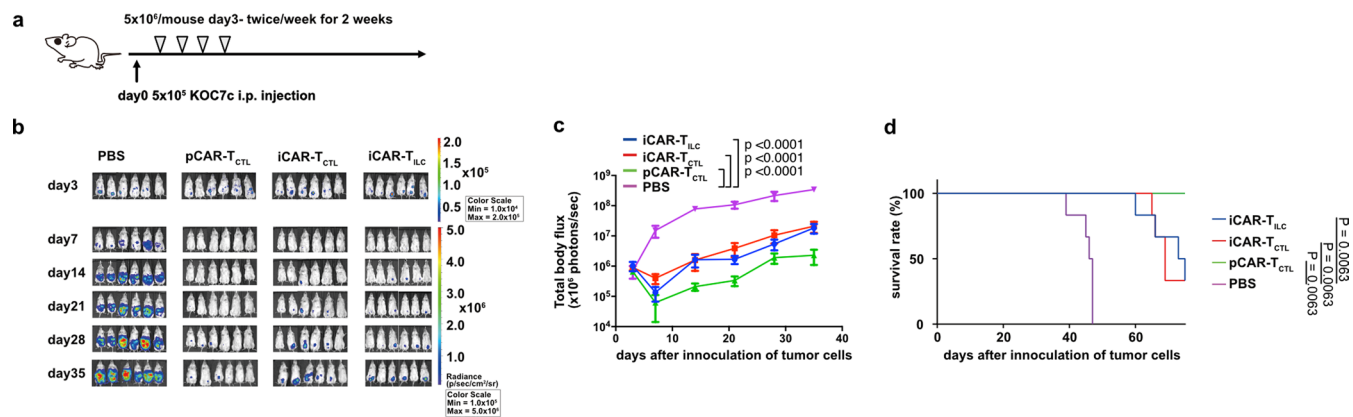 a
5x10⁶/mouse day3- twice/week for 2 weeks
day0 5x10⁵ KOC7c i.p. injection
b
PBS
pCAR-T_CTL
iCAR-T_CTL
iCAR-T_ILC
day3
day7
day14
day21
day28
day35
2.0
1.5
x10⁵
1.0
0.5
Color Scale
Min = 1.0x10⁴
Max = 2.0x10⁵
5.0
4.0
3.0
x10⁶
2.0
1.0
Radiance
(p/sec/cm²/sr)
Color Scale
Min = 1.0x10⁵
Max = 5.0x10⁶
c
iCAR-T_ILC
iCAR-T_CTL
pCAR-T_CTL
PBS
p <0.0001
p <0.0001
p <0.0001
Total body flux
(x10⁶ photons/sec)
10⁹
10⁸
10⁷
10⁶
10⁵
10⁴
0
10
20
30
40
days after innoculation of tumor cells
d
survival rate (%)
100
50
0
0
20
40
60
days after innoculation of tumor cells
iCAR-T_ILC
iCAR-T_CTL
pCAR-T_CTL
PBS
P = 0.0063
P = 0.0063
P = 0.0063